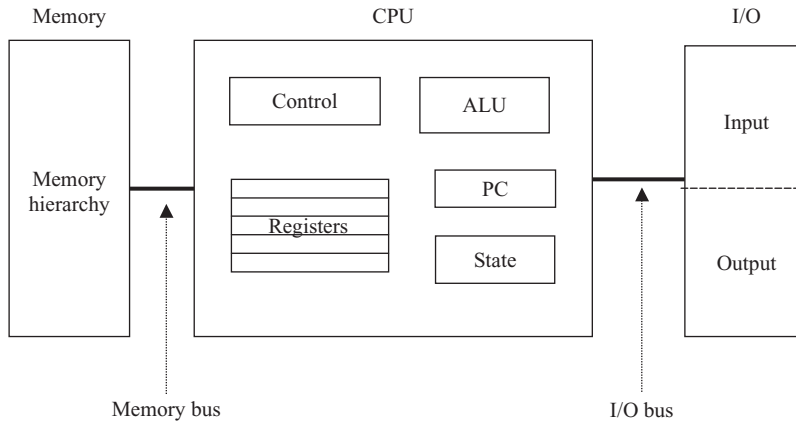 Memory
CPU
I/O
Control
ALU
Input
Memory
hierarchy
PC
Registers
State
Output
Memory bus
I/O bus